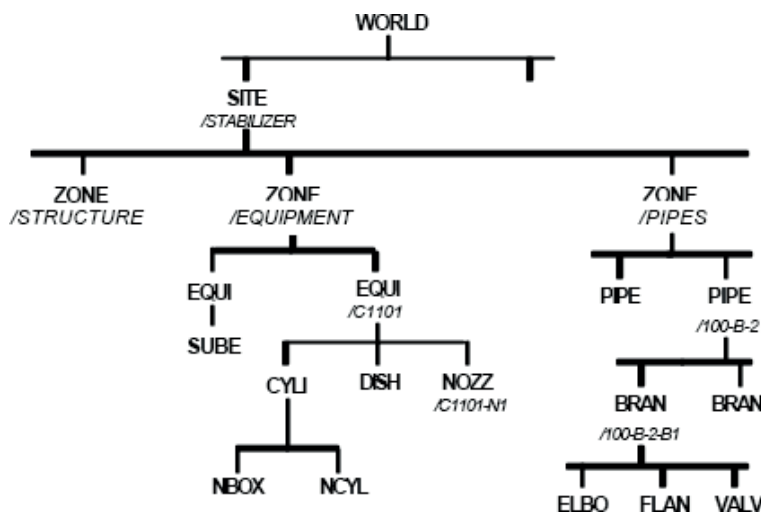 WORLD
SITE
/STABILIZER
ZONE ZONE ZONE
/STRUCTURE /EQUIPMENT /PIPES
EQUI EQUI PIPE PIPE
/C1101 /100-B-2
SUBE
CYLI DISH NOZZ BRAN BRAN
/C1101-N1
/100-B-2-B1
NBOX NCYL ELBO FLAN VALV